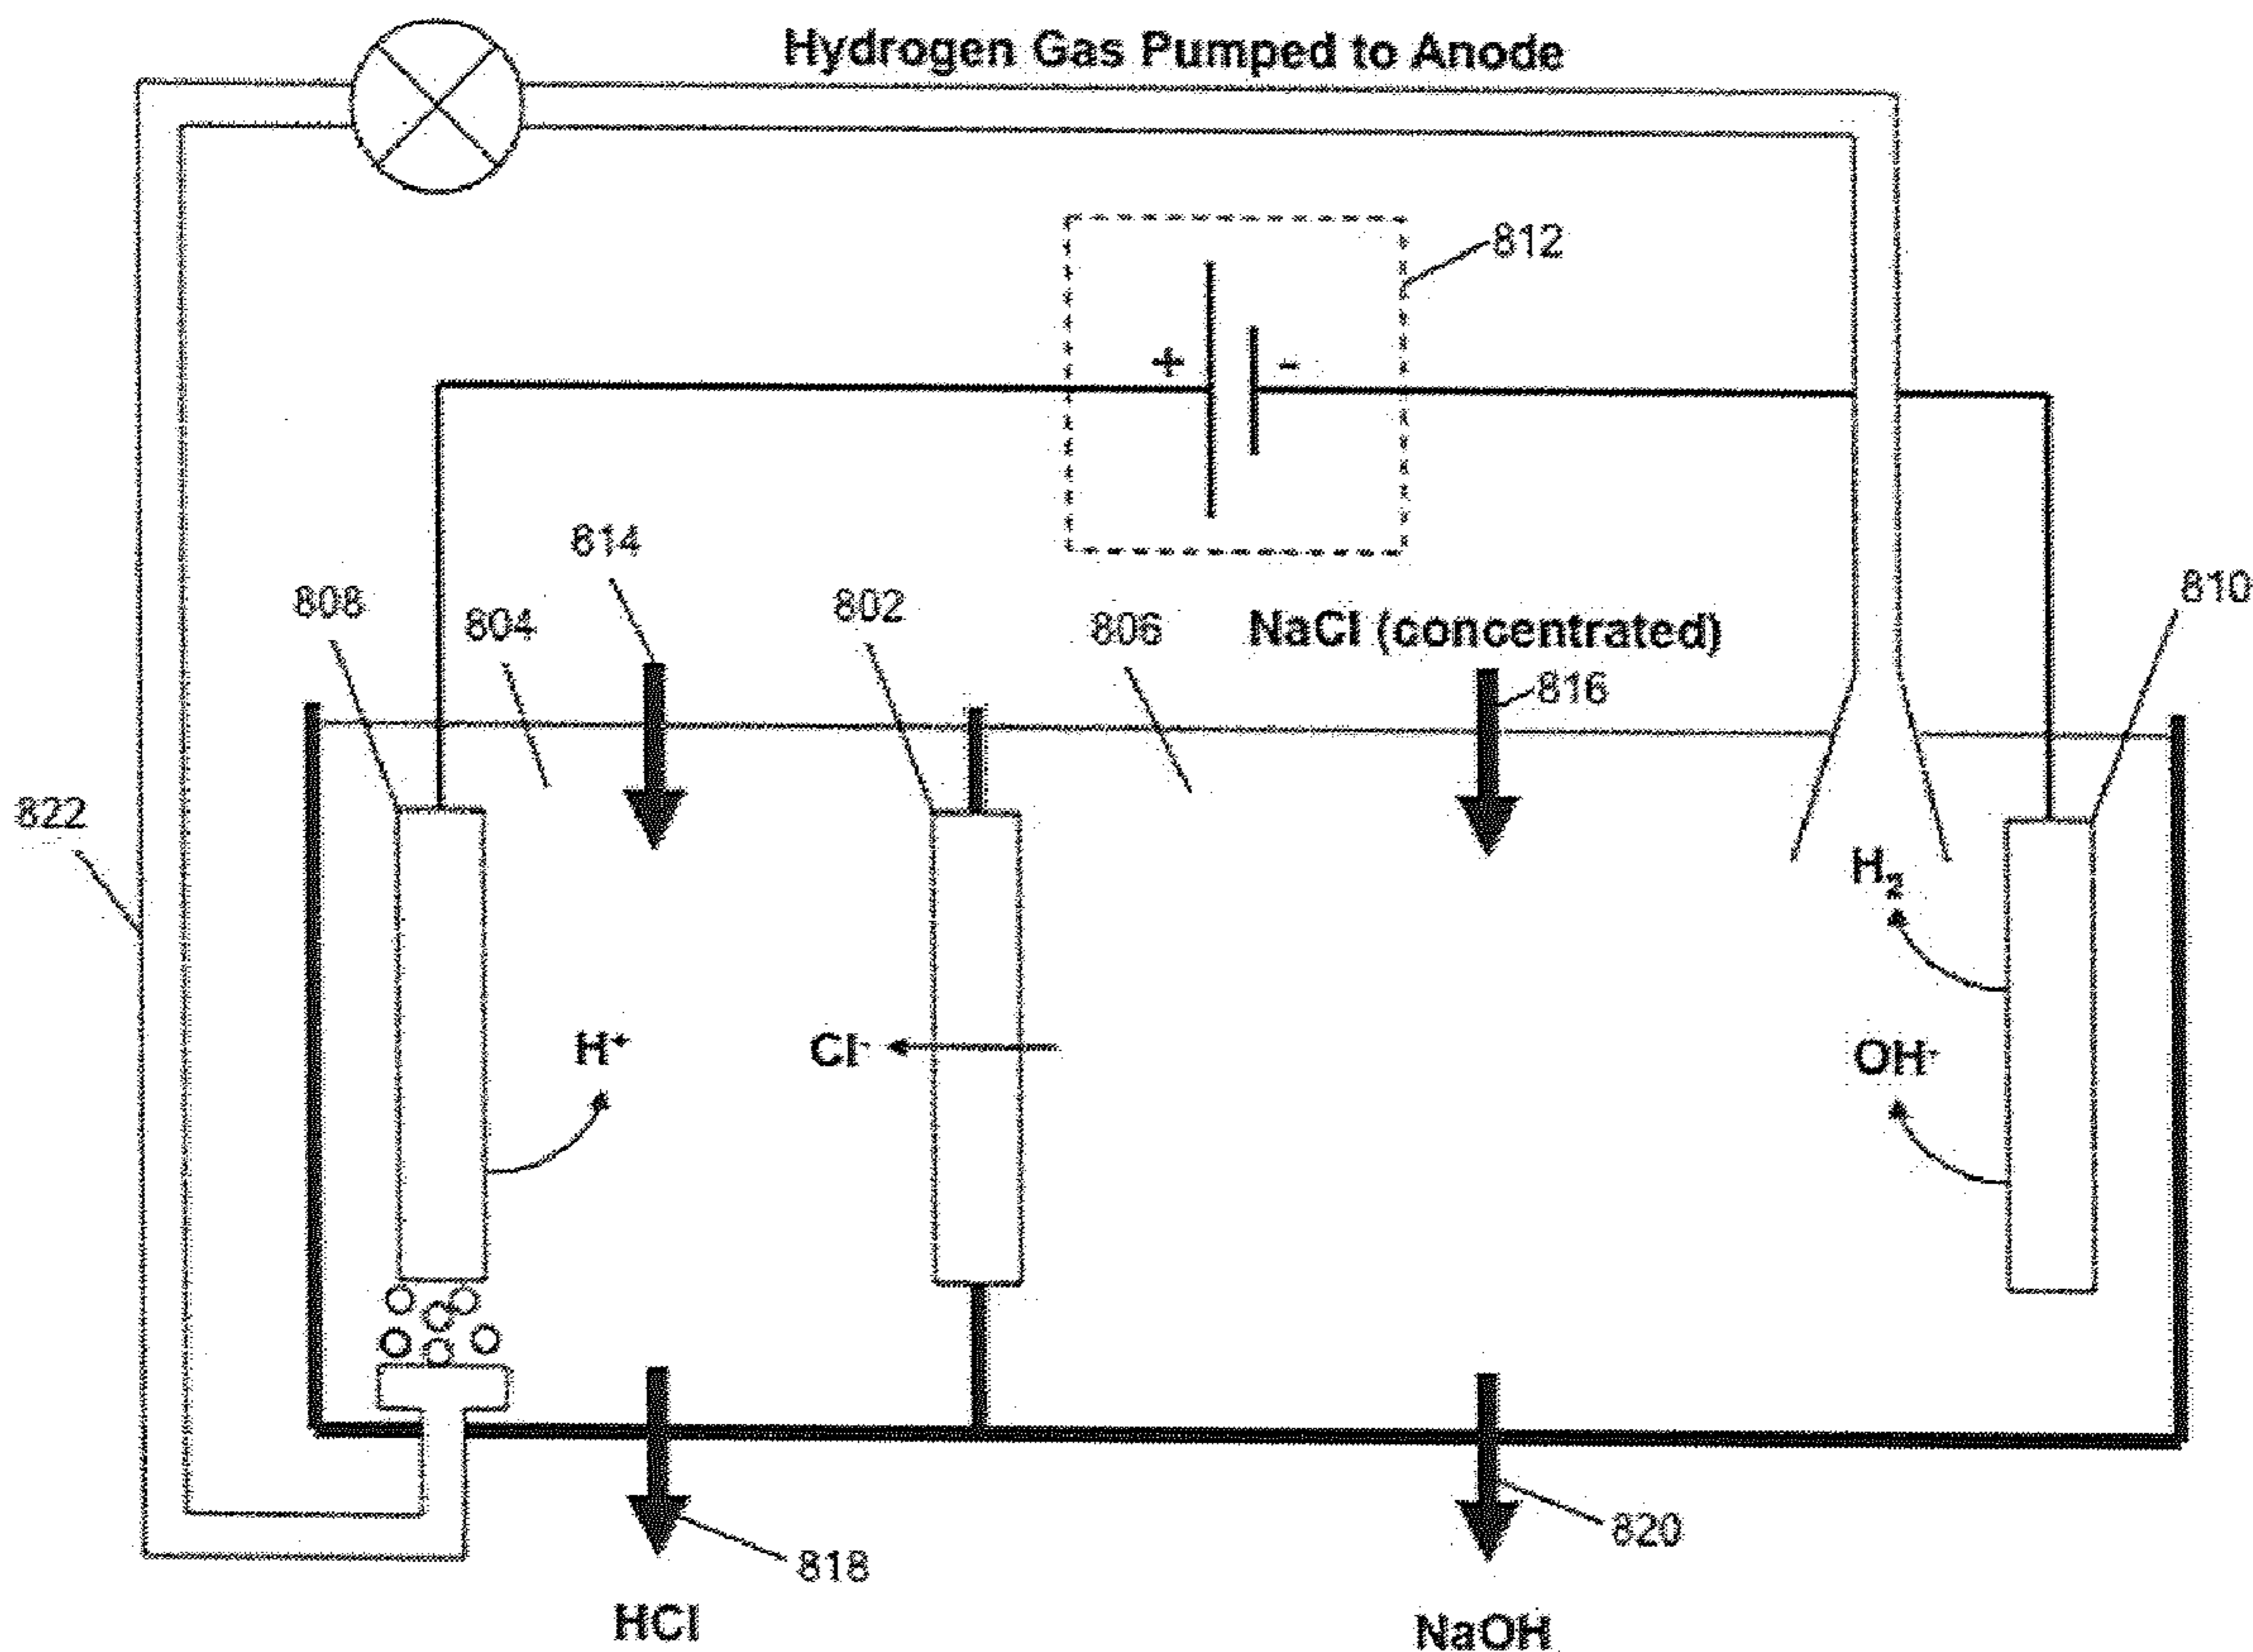 Hydrogen Gas Pumped to Anode
812
+ -
614
808
804
802
806
NaCl (concentrated)
810
816
822
H₂
H⁺
Cl⁻
OH⁻
818
820
HCl
NaOH